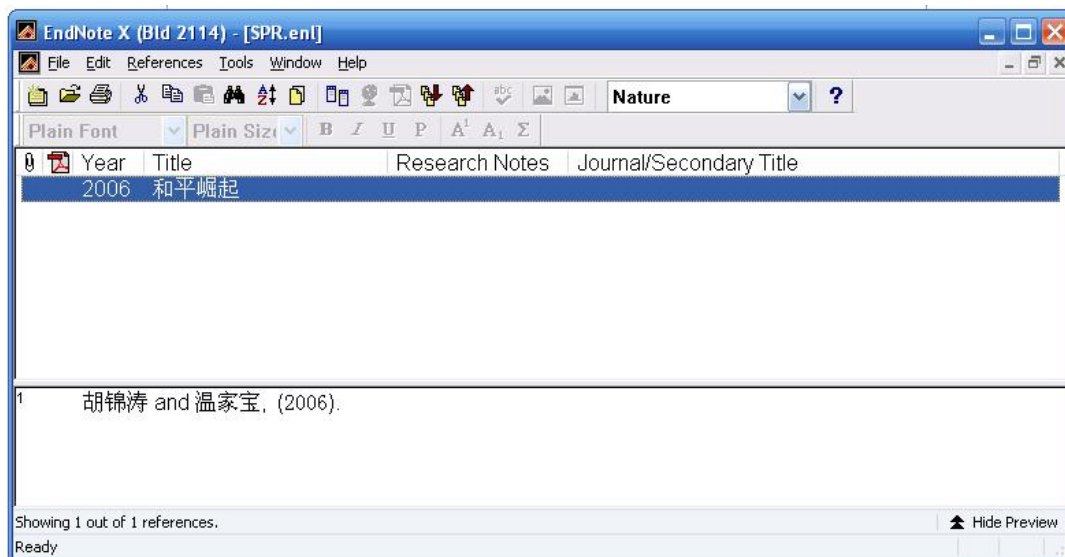 EndNote X (Bld 2114) - [SPR.enl]
File Edit References Tools Window Help
abc Nature ?
Plain Font Plain Siz B I U P A¹ A₁ Σ
Year Title Research Notes Journal/Secondary Title
2006 和平崛起
1 胡锦涛 and 温家宝, (2006).
Showing 1 out of 1 references. Hide Preview
Ready